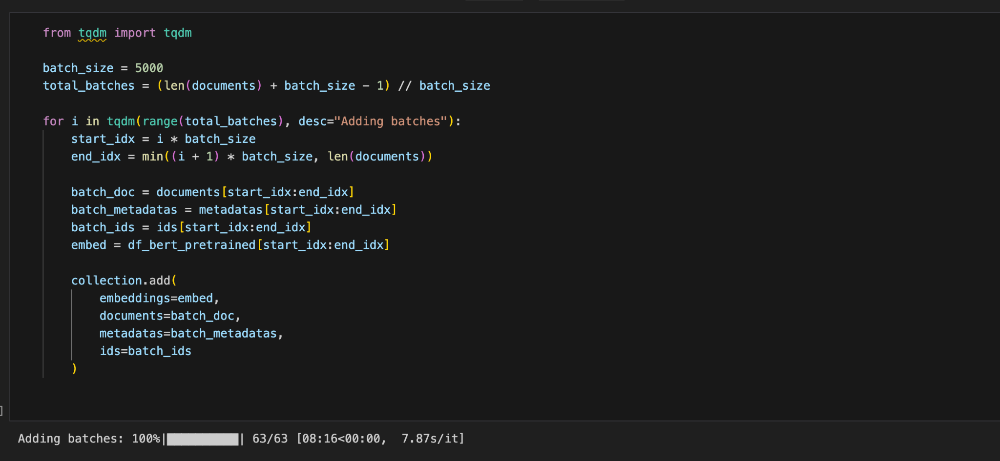 from tqdm import tqdm
batch_size = 5000
total_batches = (len(documents) + batch_size - 1) // batch_size
for i in tqdm(range(total_batches), desc="Adding batches"):
    start_idx = i * batch_size
    end_idx = min((i + 1) * batch_size, len(documents))
    batch_doc = documents[start_idx:end_idx]
    batch_metadatas = metadatas[start_idx:end_idx]
    batch_ids = ids[start_idx:end_idx]
    embed = df_bert_pretrained[start_idx:end_idx]
    collection.add(
        embeddings=embed,
        documents=batch_doc,
        metadatas=batch_metadatas,
        ids=batch_ids
    )
]
Adding batches: 100%|██████████| 63/63 [08:16<00:00,  7.87s/it]